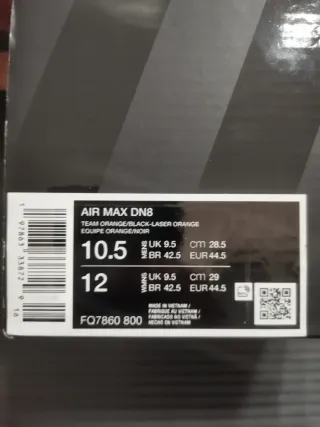 AIR MAX DN8
TEAM ORANGE/BLACK-LASER ORANGE
EQUIPE ORANGE/NOIR
10.5 MENS UK 9.5 cm 28.5
BR 42.5 EUR 44.5
12 WMNS UK 9.5 cm 29
BR 42.5 EUR 44.5
MADE IN VIETNAM /
FABRIQUE AU VIETNAM /
FABRICADO NO VIETNÃ /
HECHO EN VIETNAM
FQ7860 800